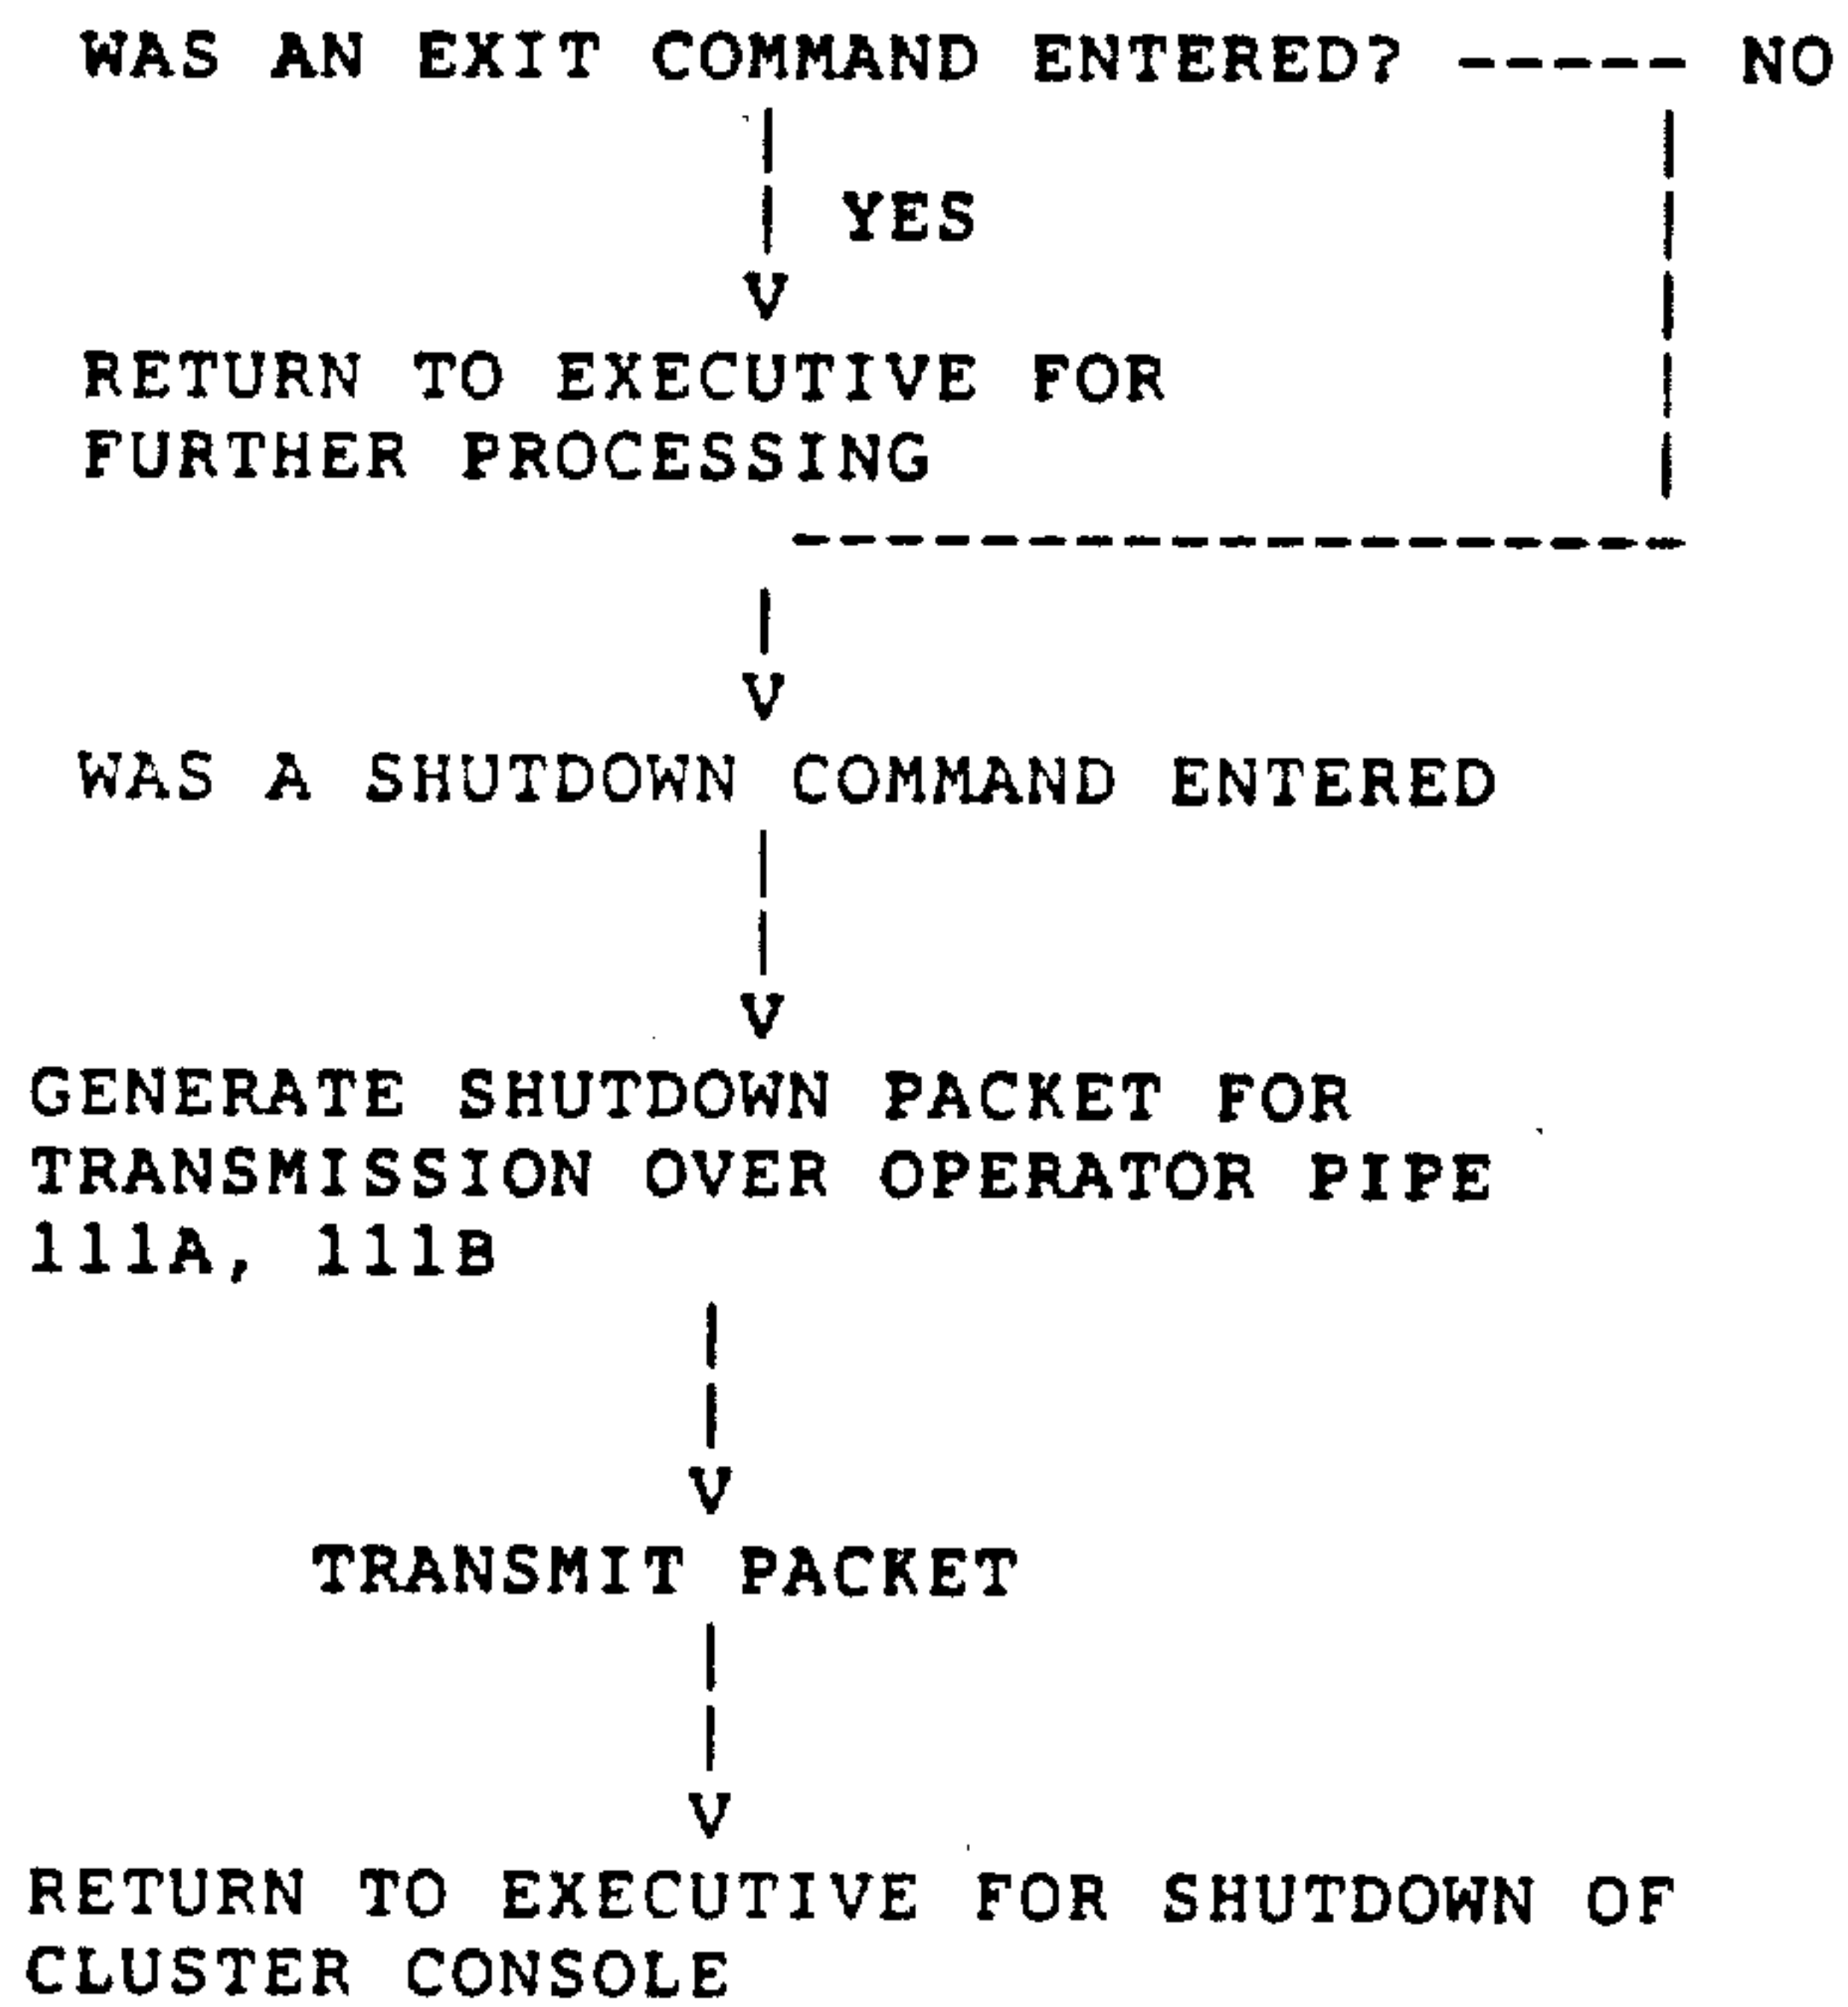 WAS AN EXIT COMMAND ENTERED? ----- NO
YES
V
RETURN TO EXECUTIVE FOR
FURTHER PROCESSING
V
WAS A SHUTDOWN COMMAND ENTERED
V
GENERATE SHUTDOWN PACKET FOR
TRANSMISSION OVER OPERATOR PIPE
111A, 111B
V
TRANSMIT PACKET
V
RETURN TO EXECUTIVE FOR SHUTDOWN OF
CLUSTER CONSOLE